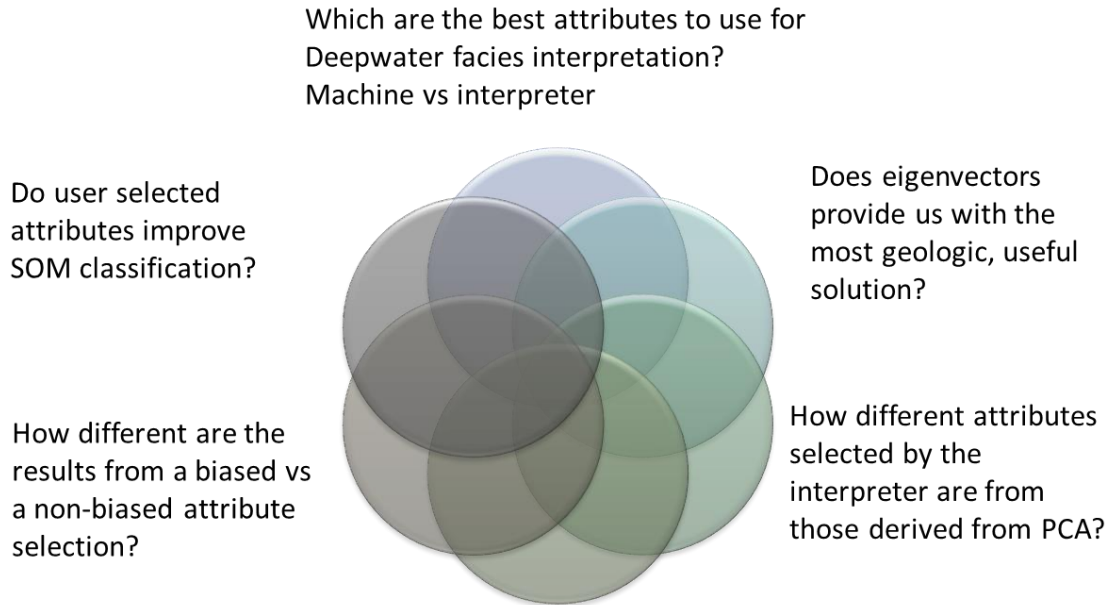 Which are the best attributes to use for
Deepwater facies interpretation?
Machine vs interpreter
Do user selected
attributes improve
SOM classification?
Does eigenvectors
provide us with the
most geologic, useful
solution?
How different are the
results from a biased vs
a non-biased attribute
selection?
How different attributes
selected by the
interpreter are from
those derived from PCA?